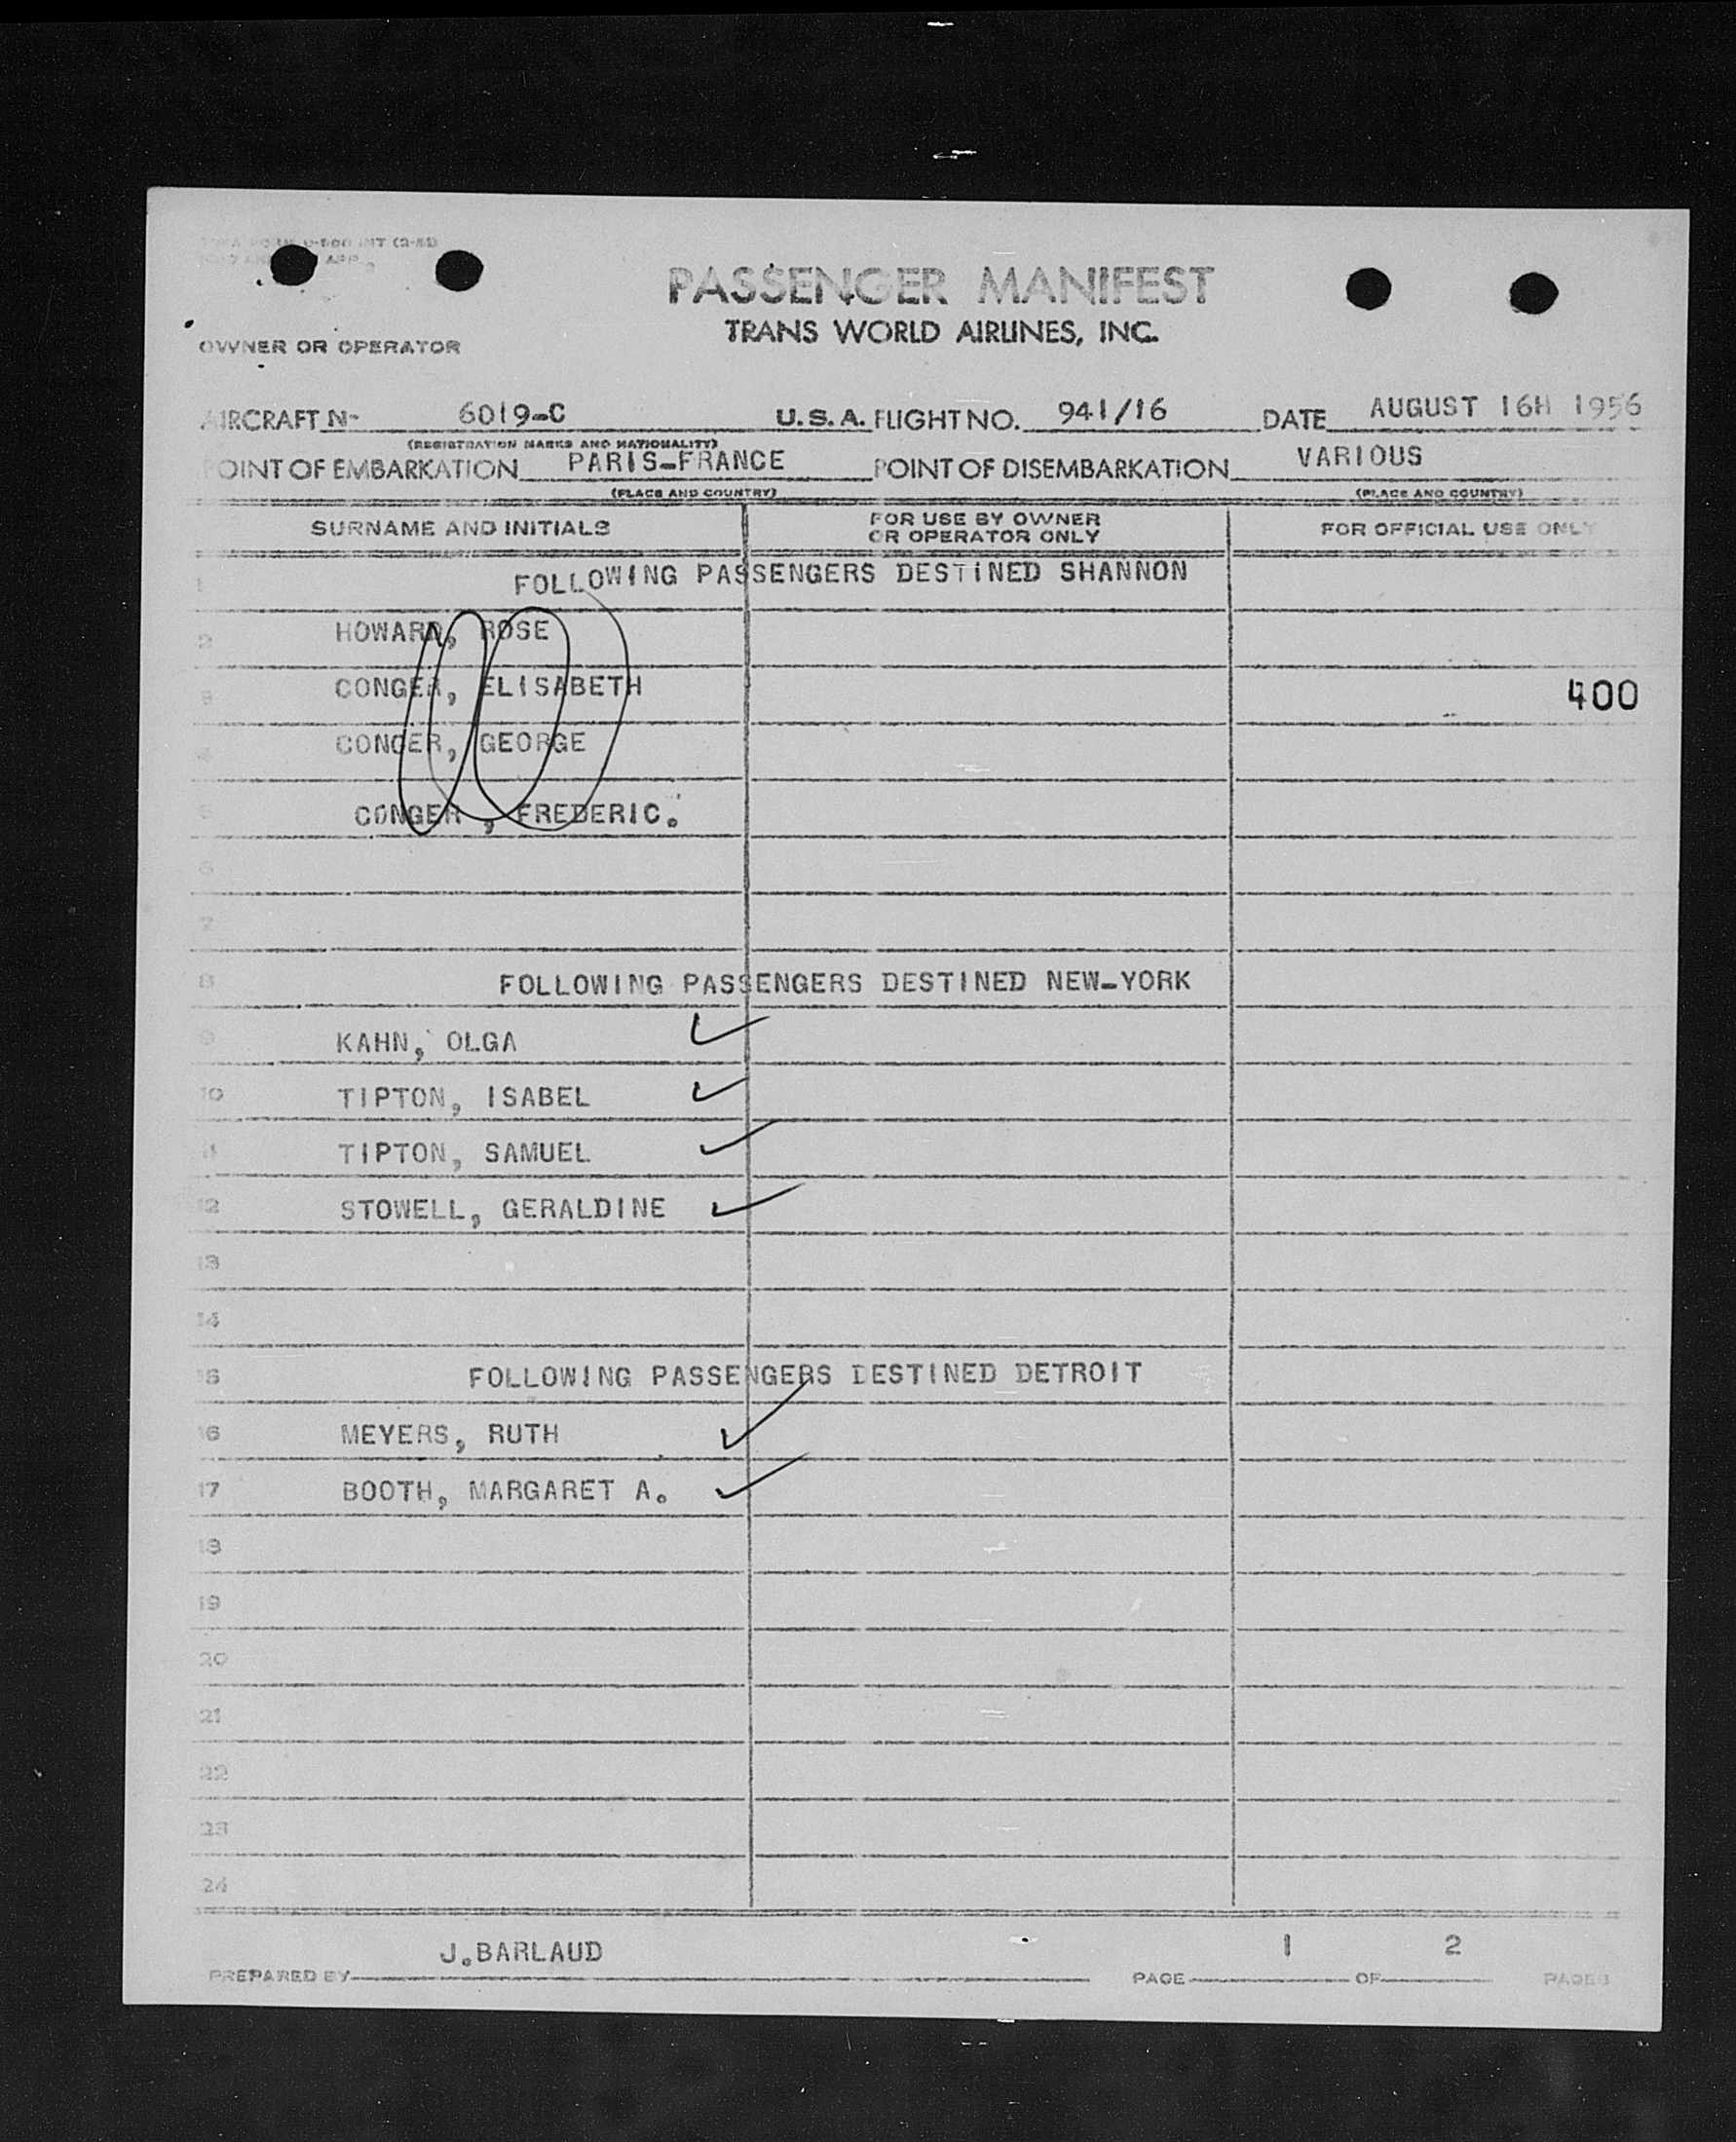 PASSENGER MANIFEST
TRANS WORLD AIRLINES, INC.
OWNER OR OPERATOR
AIRCRAFT N- 6019-C U.S.A. FLIGHT NO. 941/16 DATE AUGUST 16H 1956
(REGISTRATION MARKS AND NATIONALITY)
POINT OF EMBARKATION PARIS-FRANCE POINT OF DISEMBARKATION VARIOUS
(PLACE AND COUNTRY) (PLACE AND COUNTRY)
SURNAME AND INITIALS FOR USE BY OWNER OR OPERATOR ONLY FOR OFFICIAL USE ONLY
1 FOLLOWING PASSENGERS DESTINED SHANNON
2 HOWARD, ROSE
3 CONGER, ELISABETH 400
4 CONGER, GEORGE
5 CONGER , FREDERIC.
6
7
8 FOLLOWING PASSENGERS DESTINED NEW-YORK
9 KAHN, OLGA
10 TIPTON, ISABEL
11 TIPTON, SAMUEL
12 STOWELL, GERALDINE
13
14
15 FOLLOWING PASSENGERS DESTINED DETROIT
16 MEYERS, RUTH
17 BOOTH, MARGARET A.
18
19
20
21
22
23
24
PREPARED BY J.BARLAUD PAGE 1 OF 2 PAGES